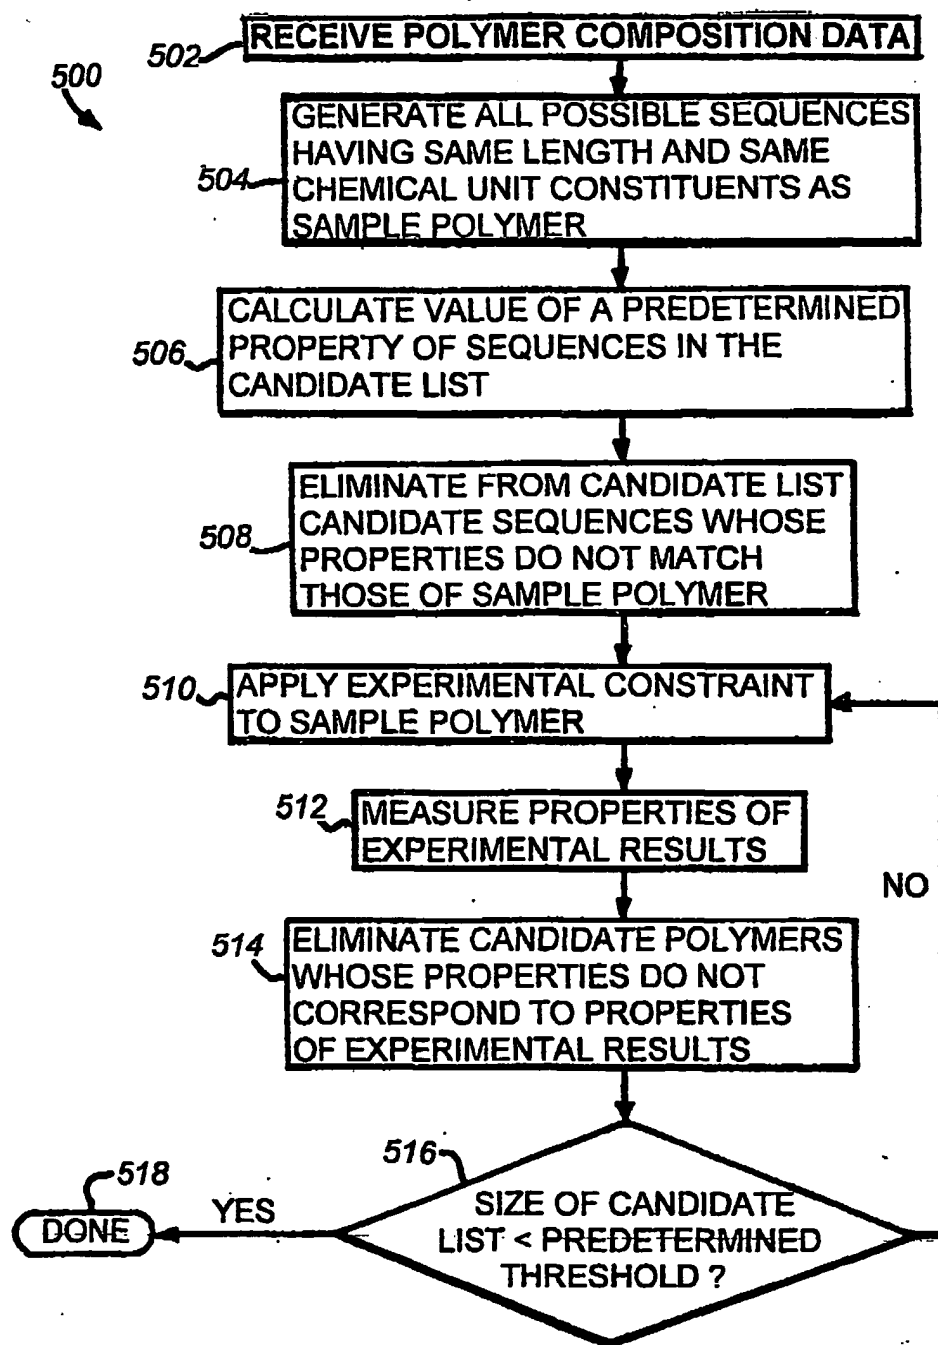 502
RECEIVE POLYMER COMPOSITION DATA
500
504
GENERATE ALL POSSIBLE SEQUENCES
HAVING SAME LENGTH AND SAME
CHEMICAL UNIT CONSTITUENTS AS
SAMPLE POLYMER
506
CALCULATE VALUE OF A PREDETERMINED
PROPERTY OF SEQUENCES IN THE
CANDIDATE LIST
508
ELIMINATE FROM CANDIDATE LIST
CANDIDATE SEQUENCES WHOSE
PROPERTIES DO NOT MATCH
THOSE OF SAMPLE POLYMER
510
APPLY EXPERIMENTAL CONSTRAINT
TO SAMPLE POLYMER
512
MEASURE PROPERTIES OF
EXPERIMENTAL RESULTS
NO
514
ELIMINATE CANDIDATE POLYMERS
WHOSE PROPERTIES DO NOT
CORRESPOND TO PROPERTIES
OF EXPERIMENTAL RESULTS
516
SIZE OF CANDIDATE
LIST < PREDETERMINED
THRESHOLD ?
YES
518
DONE